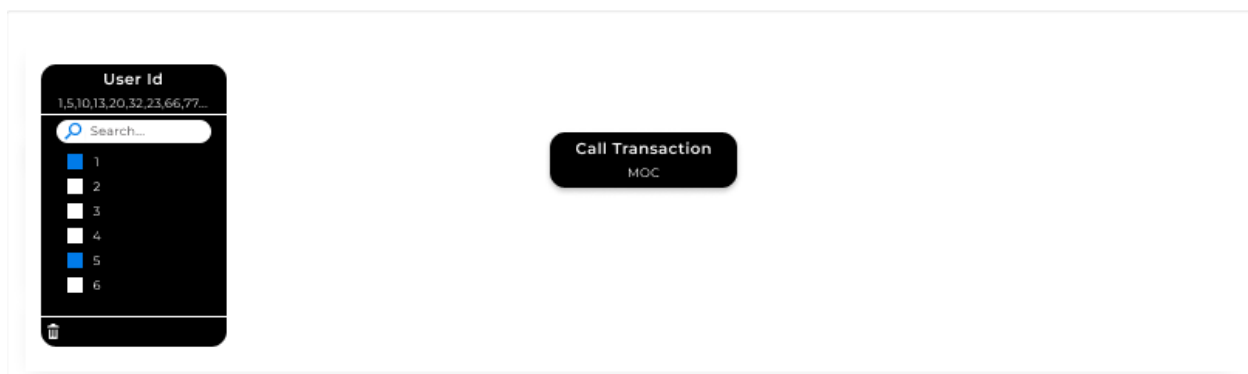 User Id
1,5,10,13,20,32,23,66,77...
Search...
1
2
3
4
5
6
Call Transaction
MOC